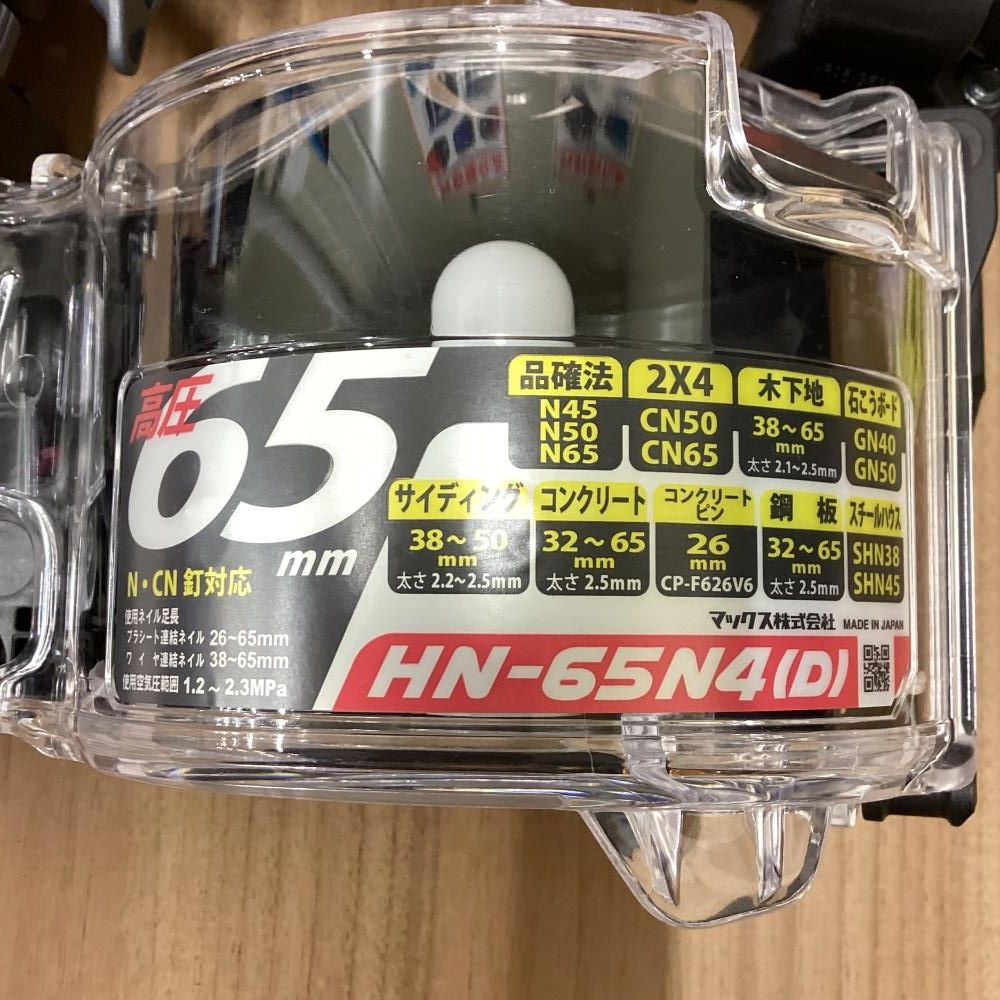 高圧
65
mm
N・CN 釘対応
使用ネイル足長
プラシート連結ネイル 26～65mm
ワイヤ連結ネイル 38～65mm
使用空気圧範囲 1.2～2.3MPa
品確法
N45
N50
N65
2X4
CN50
CN65
木下地
38～65
mm
太さ 2.1～2.5mm
石こうボード
GN40
GN50
サイディング
38～50
mm
太さ 2.2～2.5mm
コンクリート
32～65
mm
太さ 2.5mm
コンクリート
ピン
26
mm
CP-F626V6
鋼 板
32～65
mm
太さ 2.5mm
スチールハウス
SHN38
SHN45
マックス株式会社 MADE IN JAPAN
HN-65N4(D)